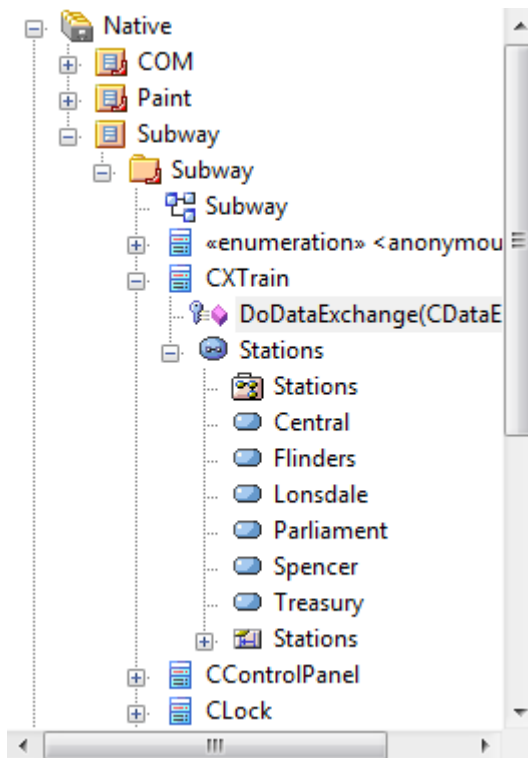 Native
COM
Paint
Subway
Subway
Subway
«enumeration» <anonymou
CXTrain
DoDataExchange(CDataE
Stations
Stations
Central
Flinders
Lonsdale
Parliament
Spencer
Treasury
Stations
CControlPanel
CLock